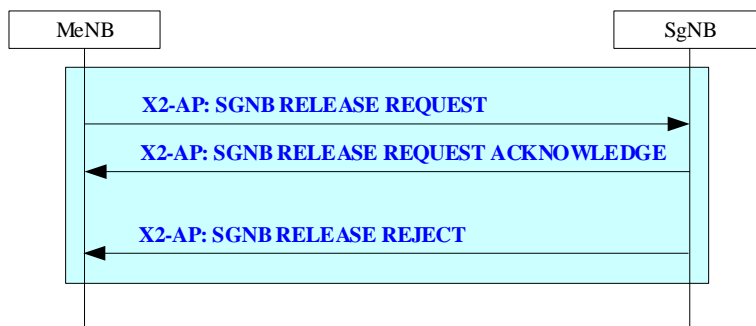 MeNB
SgNB
X2-AP: SGNB RELEASE REQUEST
X2-AP: SGNB RELEASE REQUEST ACKNOWLEDGE
X2-AP: SGNB RELEASE REJECT